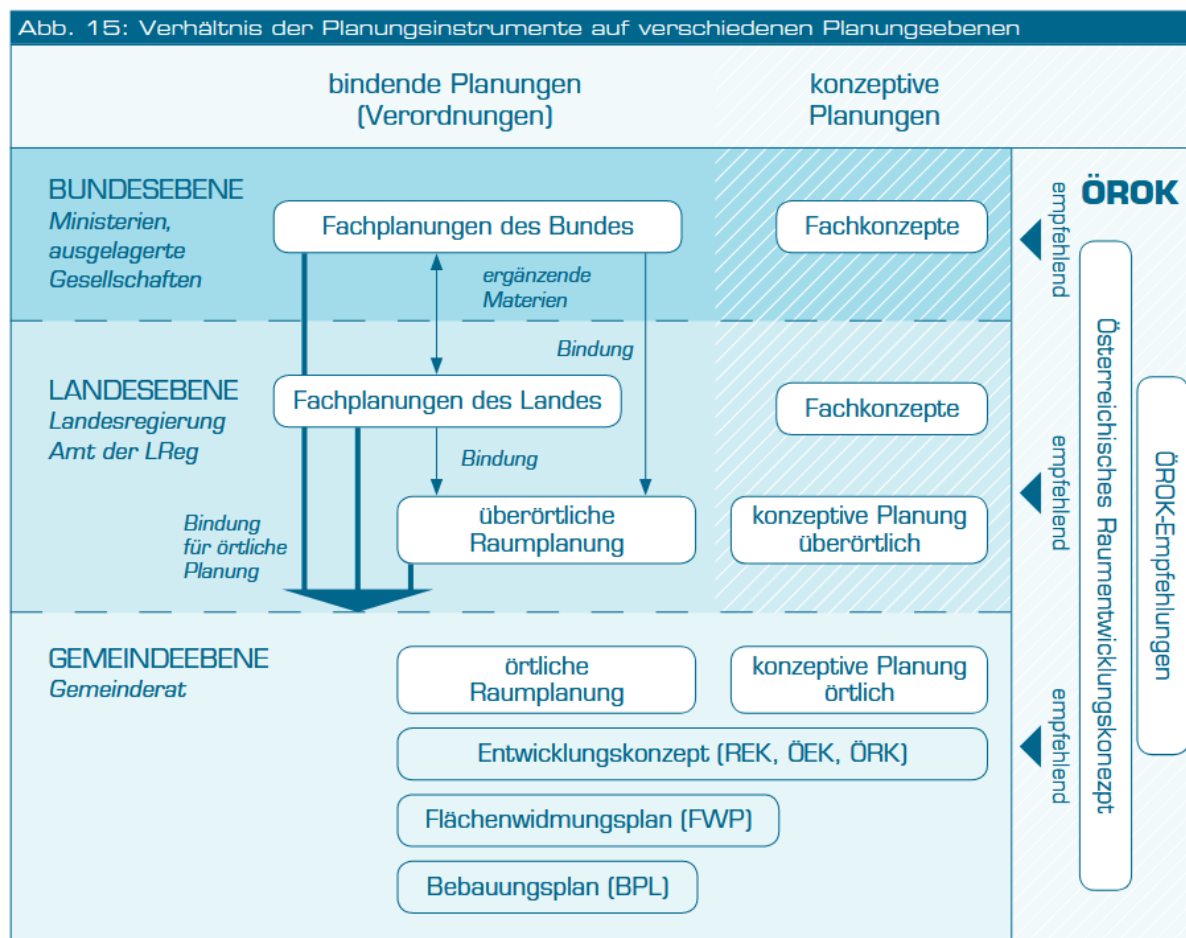 Abb. 15: Verhältnis der Planungsinstrumente auf verschiedenen Planungsebenen
bindende Planungen
(Verordnungen)
konzeptive
Planungen
BUNDESEBENE
Ministerien,
ausgelagerte
Gesellschaften
Fachplanungen des Bundes
Fachkonzepte
ergänzende
Materien
Bindung
LANDESEBENE
Landesregierung
Amt der LReg
Fachplanungen des Landes
Fachkonzepte
Bindung
Bindung
für örtliche
Planung
überörtliche
Raumplanung
konzeptive Planung
überörtlich
GEMEINDEEBENE
Gemeinderat
örtliche
Raumplanung
konzeptive Planung
örtlich
Entwicklungskonzept (REK, ÖEK, ÖRK)
Flächenwidmungsplan (FWP)
Bebauungsplan (BPL)
ÖROK
empfehlend
empfehlend
empfehlend
Österreichisches Raumentwicklungskonezpt
ÖROK-Empfehlungen